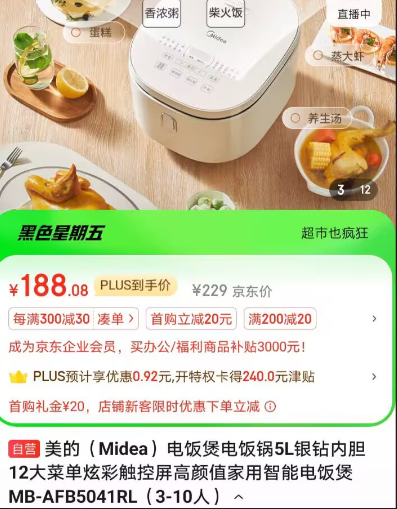 香浓粥
柴火饭
直播中
蛋糕
Midea
蒸大虾
养生汤
3 12
黑色星期五
超市也疯狂
¥188.08 PLUS到手价 ¥229 京东价
每满300减30 凑单 > 首购立减20元 满200减20 >
成为京东企业会员，买办公/福利商品补贴3000元！
PLUS预计享优惠0.92元,开特权卡得240.0元津贴 >
首购礼金¥20，店铺新客限时优惠下单立减
自营 美的（Midea）电饭煲电饭锅5L银钻内胆
12大菜单炫彩触控屏高颜值家用智能电饭煲
MB-AFB5041RL（3-10人）